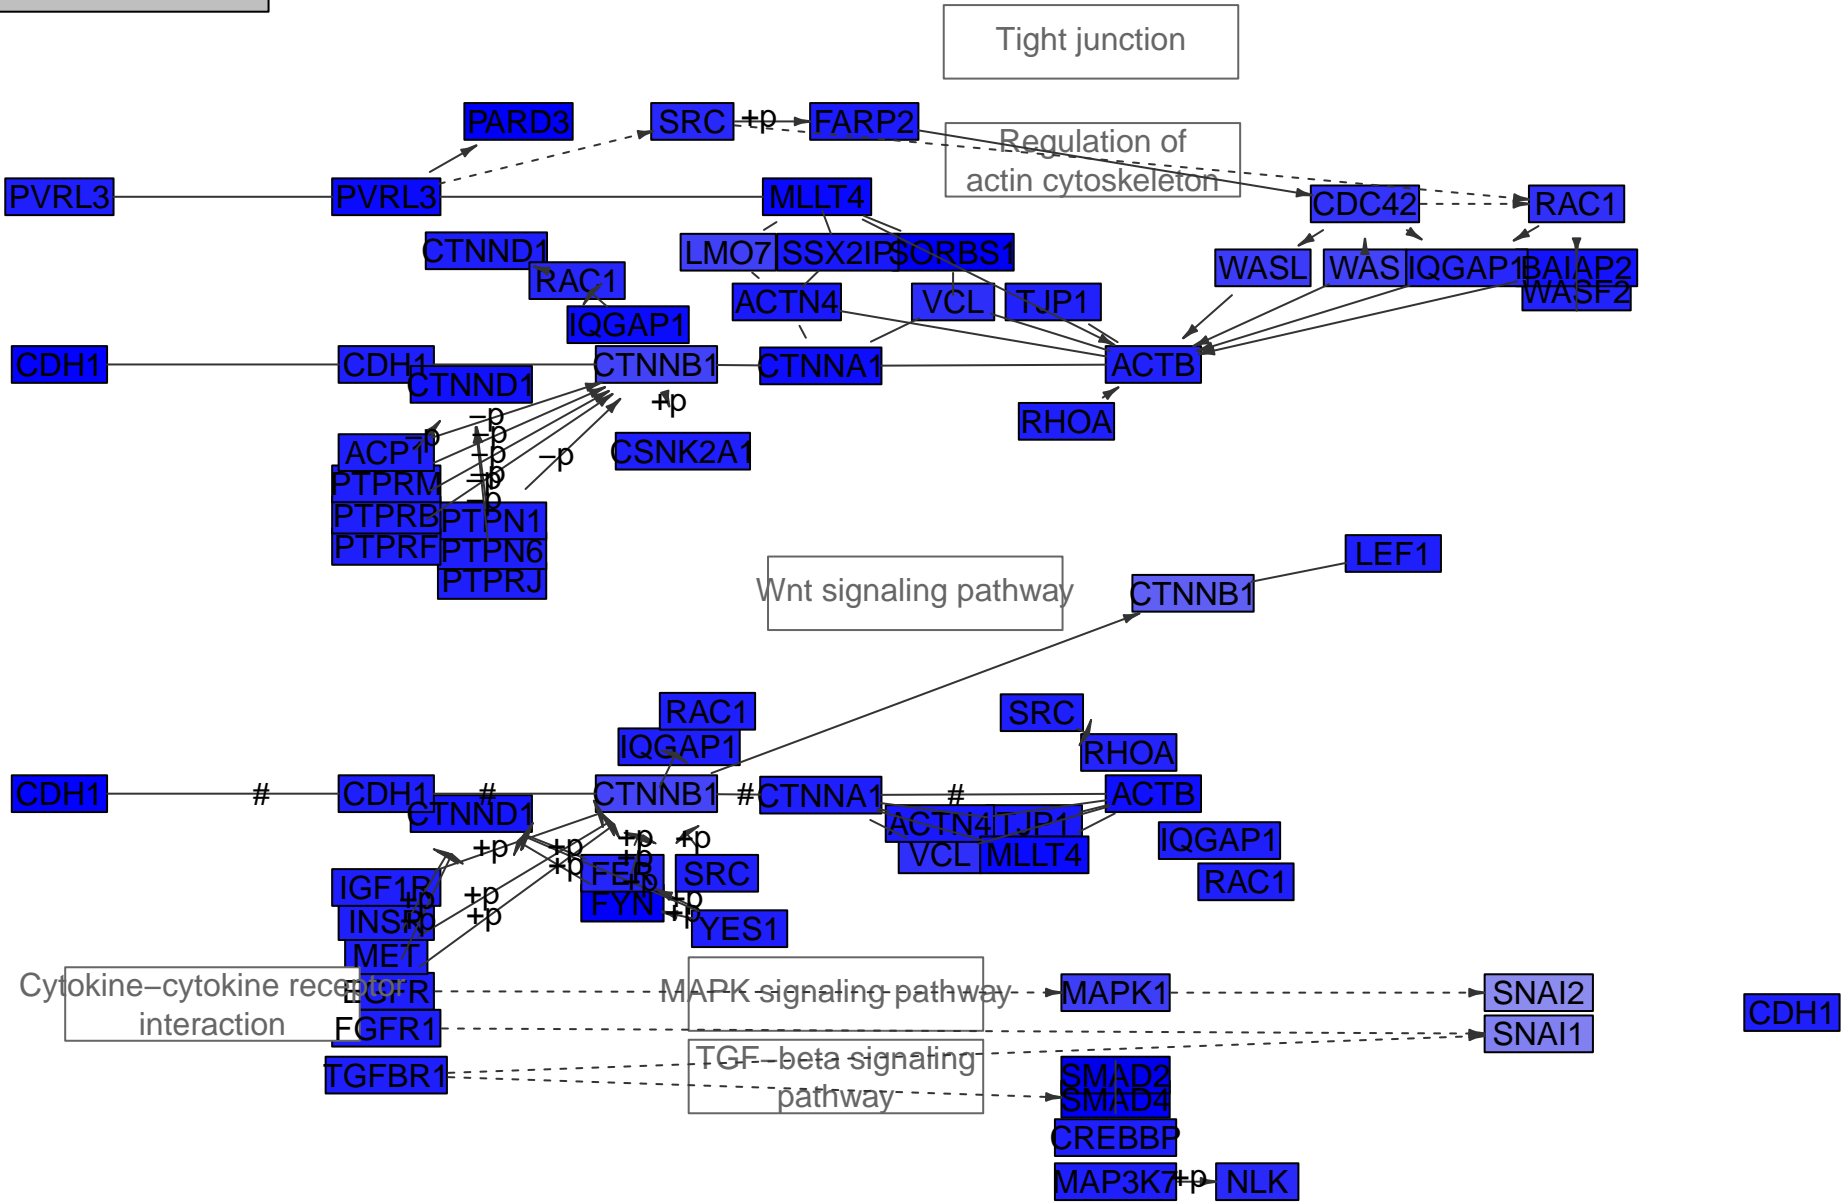 Tight junction
PARD3
SRC
+p
FARP2
Regulation of
actin cytoskeleton
PVRL3
PVRL3
MLLT4
CDC42
RAC1
CTNND1
RAC1
IQGAP1
LMO7
SSX2IP
SORBS1
WASL
WAS
IQGAP1
BAIAP2
WASF2
ACTN4
VCL
TJP1
CDH1
CDH1
CTNND1
CTNNB1
CTNNA1
ACTB
+p
RHOA
−p
−p
−p
−p
−p
−p
−p
−p
ACP1
CSNK2A1
PTPRM
PTPRB
PTPN1
PTPRF
PTPN6
PTPRJ
LEF1
Wnt signaling pathway
CTNNB1
RAC1
IQGAP1
SRC
RHOA
CDH1
#
CDH1
#
CTNND1
CTNNB1
#
CTNNA1
#
ACTB
ACTN4
TJP1
VCL
MLLT4
IQGAP1
RAC1
+p
+p
+p
+p
+p
+p
+p
+p
+p
+p
+p
+p
+p
IGF1R
INSR
MET
FER
FYN
SRC
YES1
Cytokine−cytokine receptor
interaction
EGFR
MAPK signaling pathway
MAPK1
SNAI2
CDH1
FGFR1
SNAI1
TGFBR1
TGF−beta signaling
pathway
SMAD2
SMAD4
CREBBP
MAP3K7
+p
NLK